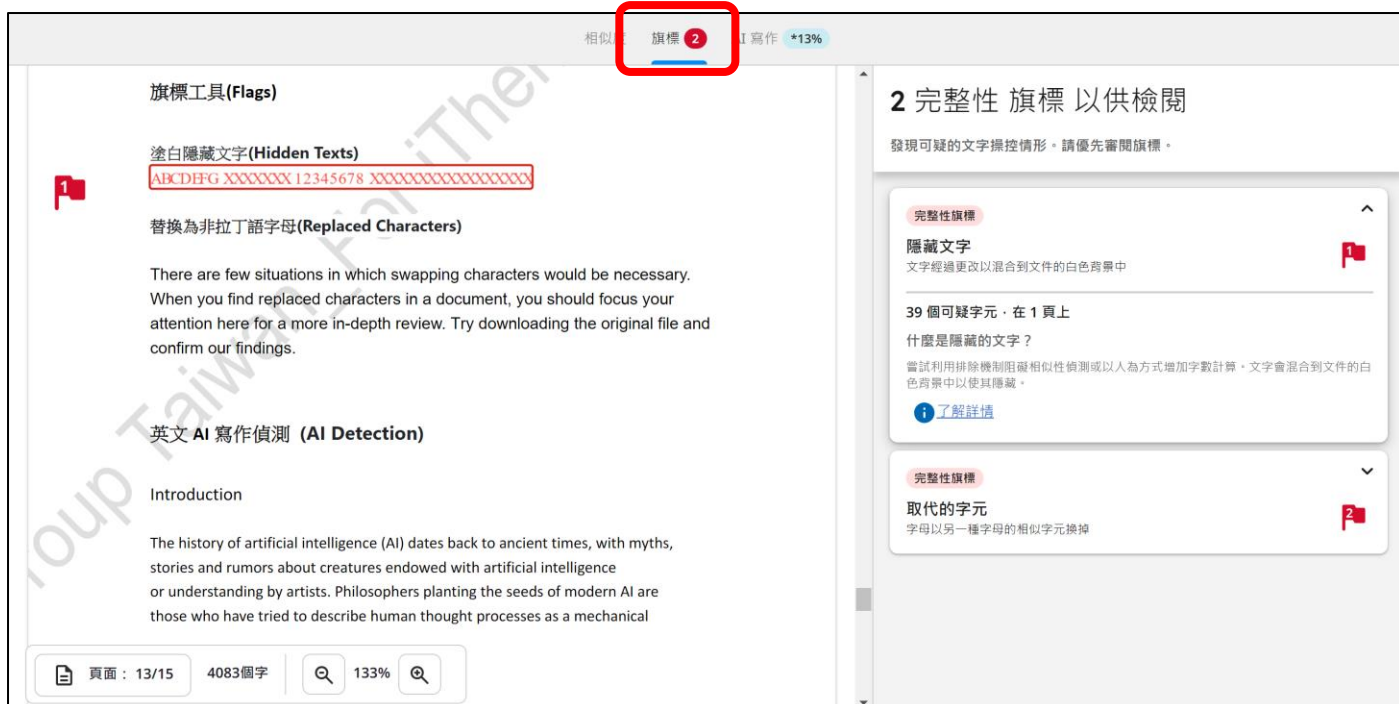 相似度 旗標 2 AI 寫作 *13%
旗標工具(Flags)
塗白隱藏文字(Hidden Texts)
1
ABCDEFG XXXXXXX 12345678 XXXXXXXXXXXXXXXXX
替換為非拉丁語字母(Replaced Characters)
There are few situations in which swapping characters would be necessary.
When you find replaced characters in a document, you should focus your
attention here for a more in-depth review. Try downloading the original file and
confirm our findings.
英文 AI 寫作偵測 (AI Detection)
Introduction
The history of artificial intelligence (AI) dates back to ancient times, with myths,
stories and rumors about creatures endowed with artificial intelligence
or understanding by artists. Philosophers planting the seeds of modern AI are
those who have tried to describe human thought processes as a mechanical
roup Taiwan_For iThen
頁面： 13/15 4083個字 133%
2 完整性 旗標 以供檢閱
發現可疑的文字操控情形。請優先審閱旗標。
完整性旗標
隱藏文字
1
文字經過更改以混合到文件的白色背景中
39 個可疑字元 · 在 1 頁上
什麼是隱藏的文字？
嘗試利用排除機制阻礙相似性偵測或以人為方式增加字數計算。文字會混合到文件的白
色背景中以使其隱藏。
了解詳情
完整性旗標
取代的字元
2
字母以另一種字母的相似字元換掉